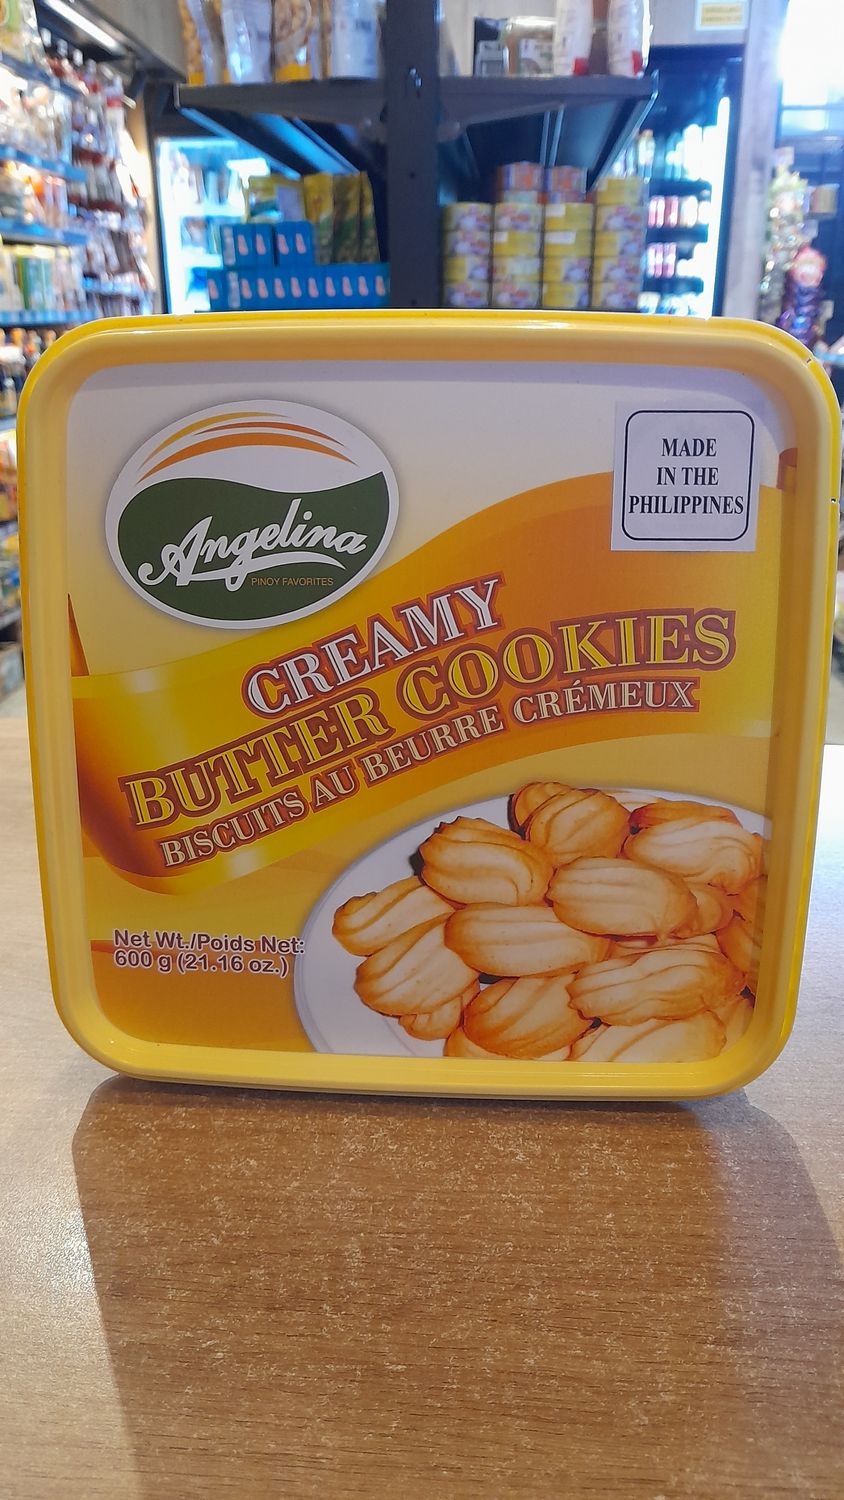 Angelina
PINOY FAVORITES
MADE
IN THE
PHILIPPINES
CREAMY
BUTTER COOKIES
BISCUITS AU BEURRE CRÉMEUX
Net Wt./Poids Net:
600 g (21.16 oz.)